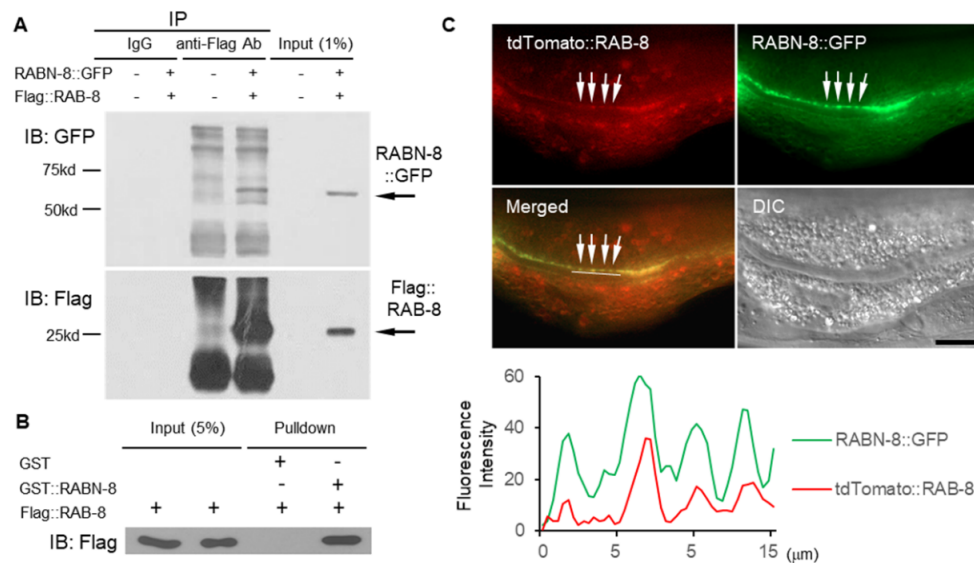 A
IP
IgG anti-Flag Ab Input (1%)
RABN-8::GFP - + - + - +
Flag::RAB-8 - + - + - +
IB: GFP
75kd
50kd
RABN-8
::GFP
IB: Flag
25kd
Flag::
RAB-8
B
Input (5%) Pulldown
GST + -
GST::RABN-8 - +
Flag::RAB-8 + + + +
IB: Flag
C
tdTomato::RAB-8 RABN-8::GFP
Merged DIC
Fluorescence
Intensity
60
40
20
0
0 5 5 15 (μm)
RABN-8::GFP
tdTomato::RAB-8